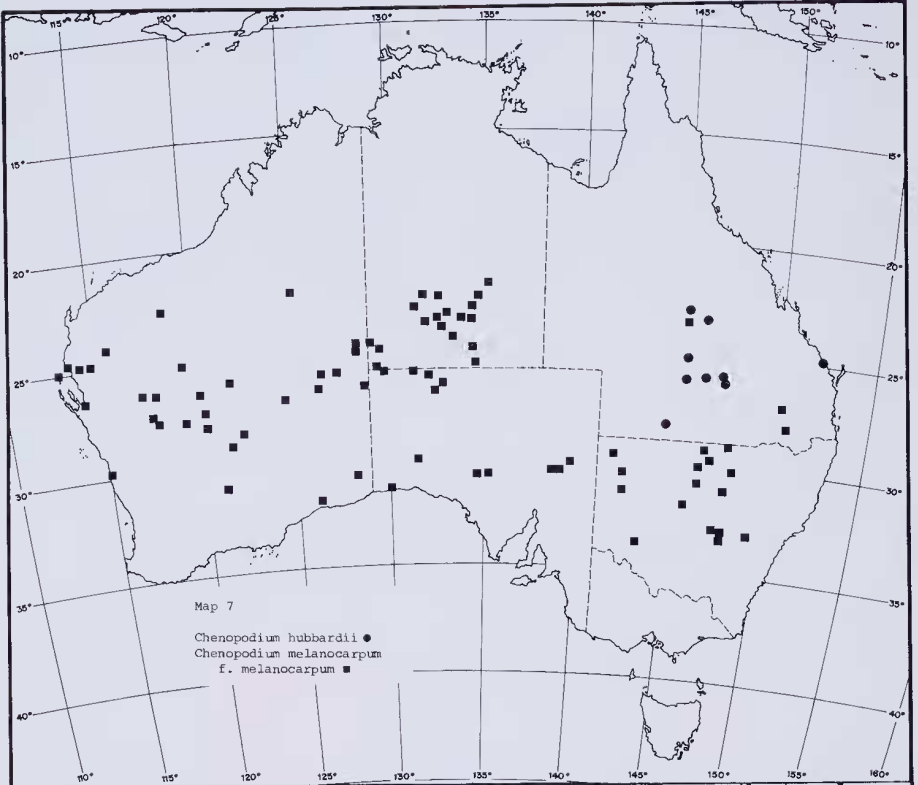 115° 120° 125° 130° 135° 140° 145° 150°
10° 10°
15° 15°
20° 20°
25° 25°
30° 30°
35° 35°
40° 40°
Map 7
Chenopodium hubbardii ●
Chenopodium melanocarpum
f. melanocarpum ■
110° 115° 120° 125° 130° 135° 140° 145° 150° 155° 160°